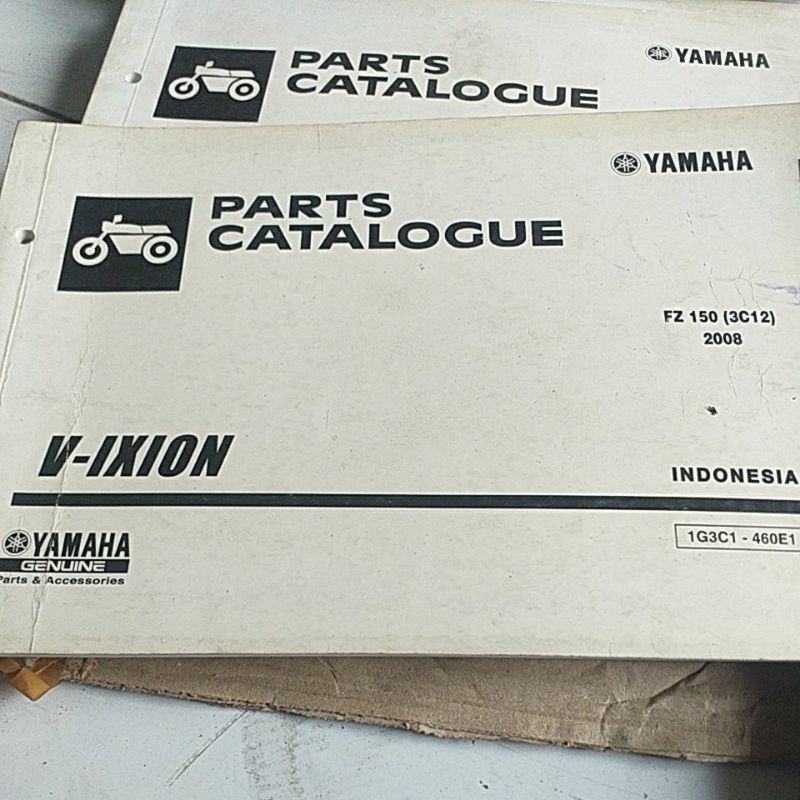 PARTS
CATALOGUE
YAMAHA
PARTS
CATALOGUE
YAMAHA
FZ 150 (3C12)
2008
V-IXION
INDONESIA
1G3C1 - 460E1
YAMAHA
GENUINE
Parts & Accessories